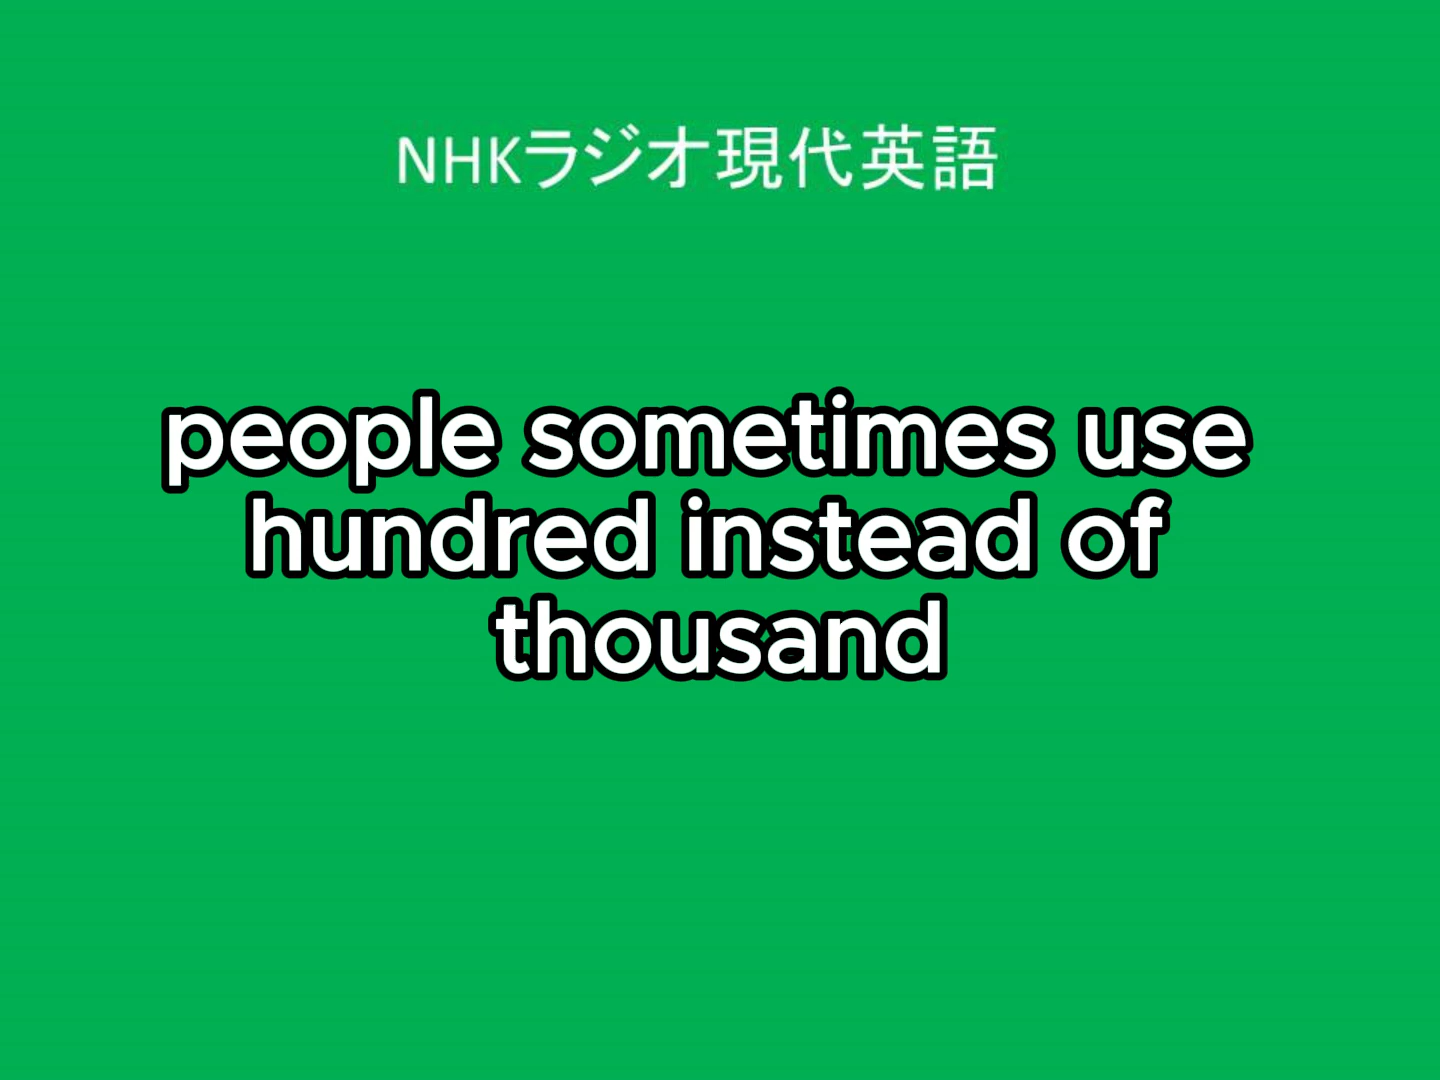 NHKラジオ現代英語
people sometimes use
hundred instead of
thousand